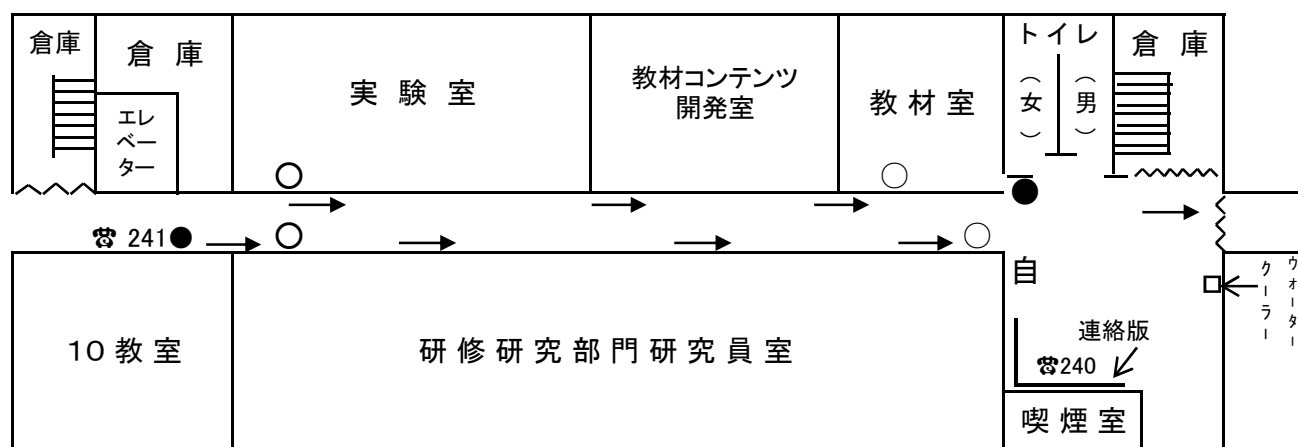 倉庫
倉 庫
エレ
ベー
ター
実 験 室
教材コンテンツ
開発室
教 材 室
トイレ
（女）
（男）
倉 庫
☎ 241●
自
ウォーター
クーラー
10教 室
研 修 研 究 部 門 研 究 員 室
連絡版
☎240
喫 煙 室